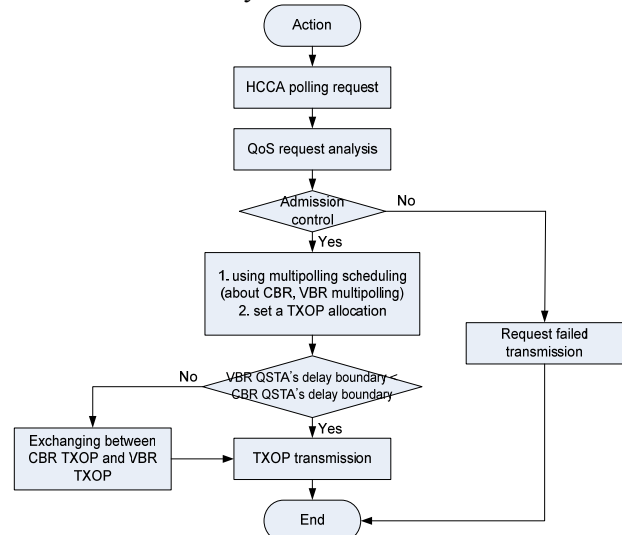 Action
HCCA polling request
QoS request analysis
Admission
control
No
Yes
1. using multipolling scheduling
(about CBR, VBR multipolling)
2. set a TXOP allocation
Request failed
transmission
VBR QSTA's delay boundary <
CBR QSTA's delay boundary
No
Yes
Exchanging between
CBR TXOP and VBR
TXOP
TXOP transmission
End